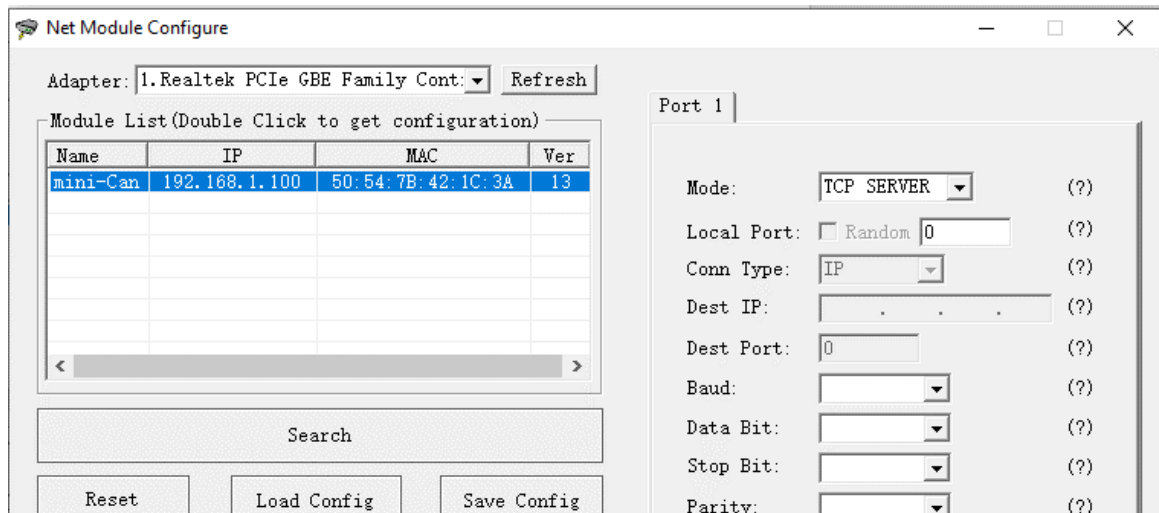 Net Module Configure
Adapter: 1.Realtek PCIe GBE Family Cont: Refresh
Module List(Double Click to get configuration)
Name IP MAC Ver
mini-Can 192.168.1.100 50:54:7B:42:1C:3A 13
Search
Reset Load Config Save Config
Port 1
Mode: TCP SERVER (?)
Local Port: Random 0 (?)
Conn Type: IP (?)
Dest IP: . . . (?)
Dest Port: 0 (?)
Baud: (?)
Data Bit: (?)
Stop Bit: (?)
Parity: (?)